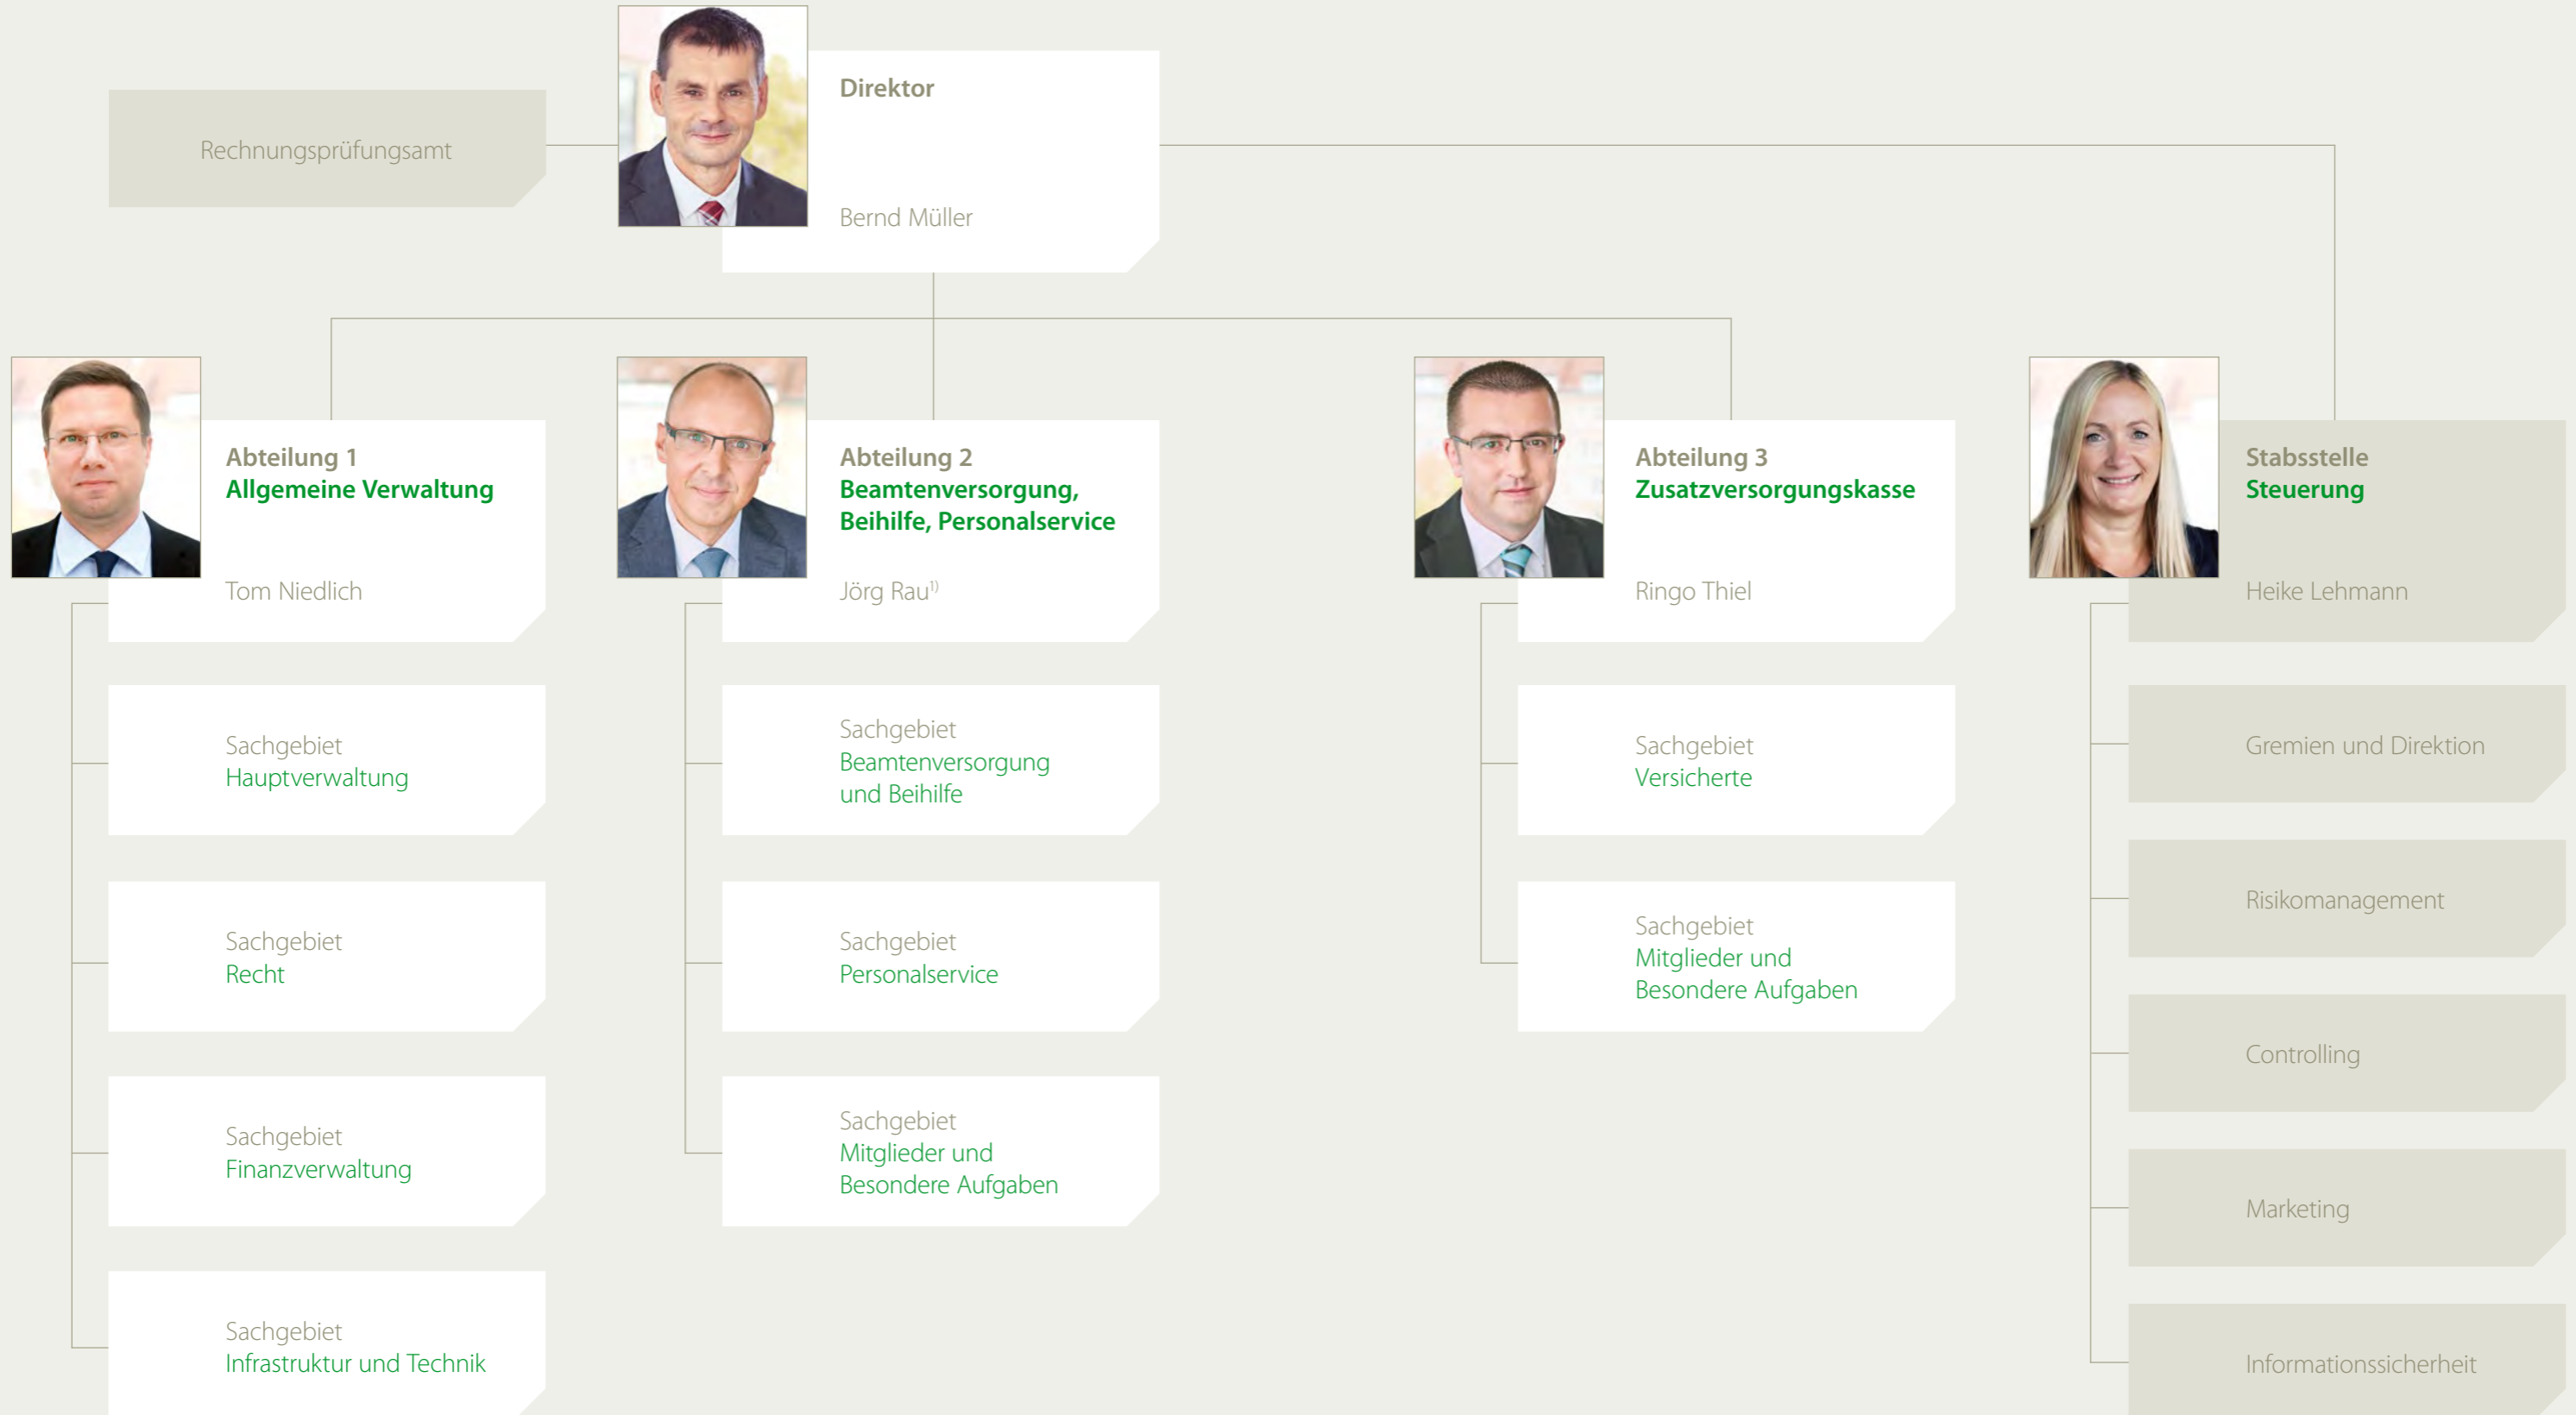 Rechnungsprüfungsamt
Direktor
Bernd Müller
Abteilung 1
Allgemeine Verwaltung
Tom Niedlich
Sachgebiet
Hauptverwaltung
Sachgebiet
Recht
Sachgebiet
Finanzverwaltung
Sachgebiet
Infrastruktur und Technik
Abteilung 2
Beamtenversorgung,
Beihilfe, Personalservice
Jörg Rau¹⁾
Sachgebiet
Beamtenversorgung
und Beihilfe
Sachgebiet
Personalservice
Sachgebiet
Mitglieder und
Besondere Aufgaben
Abteilung 3
Zusatzversorgungskasse
Ringo Thiel
Sachgebiet
Versicherte
Sachgebiet
Mitglieder und
Besondere Aufgaben
Stabsstelle
Steuerung
Heike Lehmann
Gremien und Direktion
Risikomanagement
Controlling
Marketing
Informationssicherheit